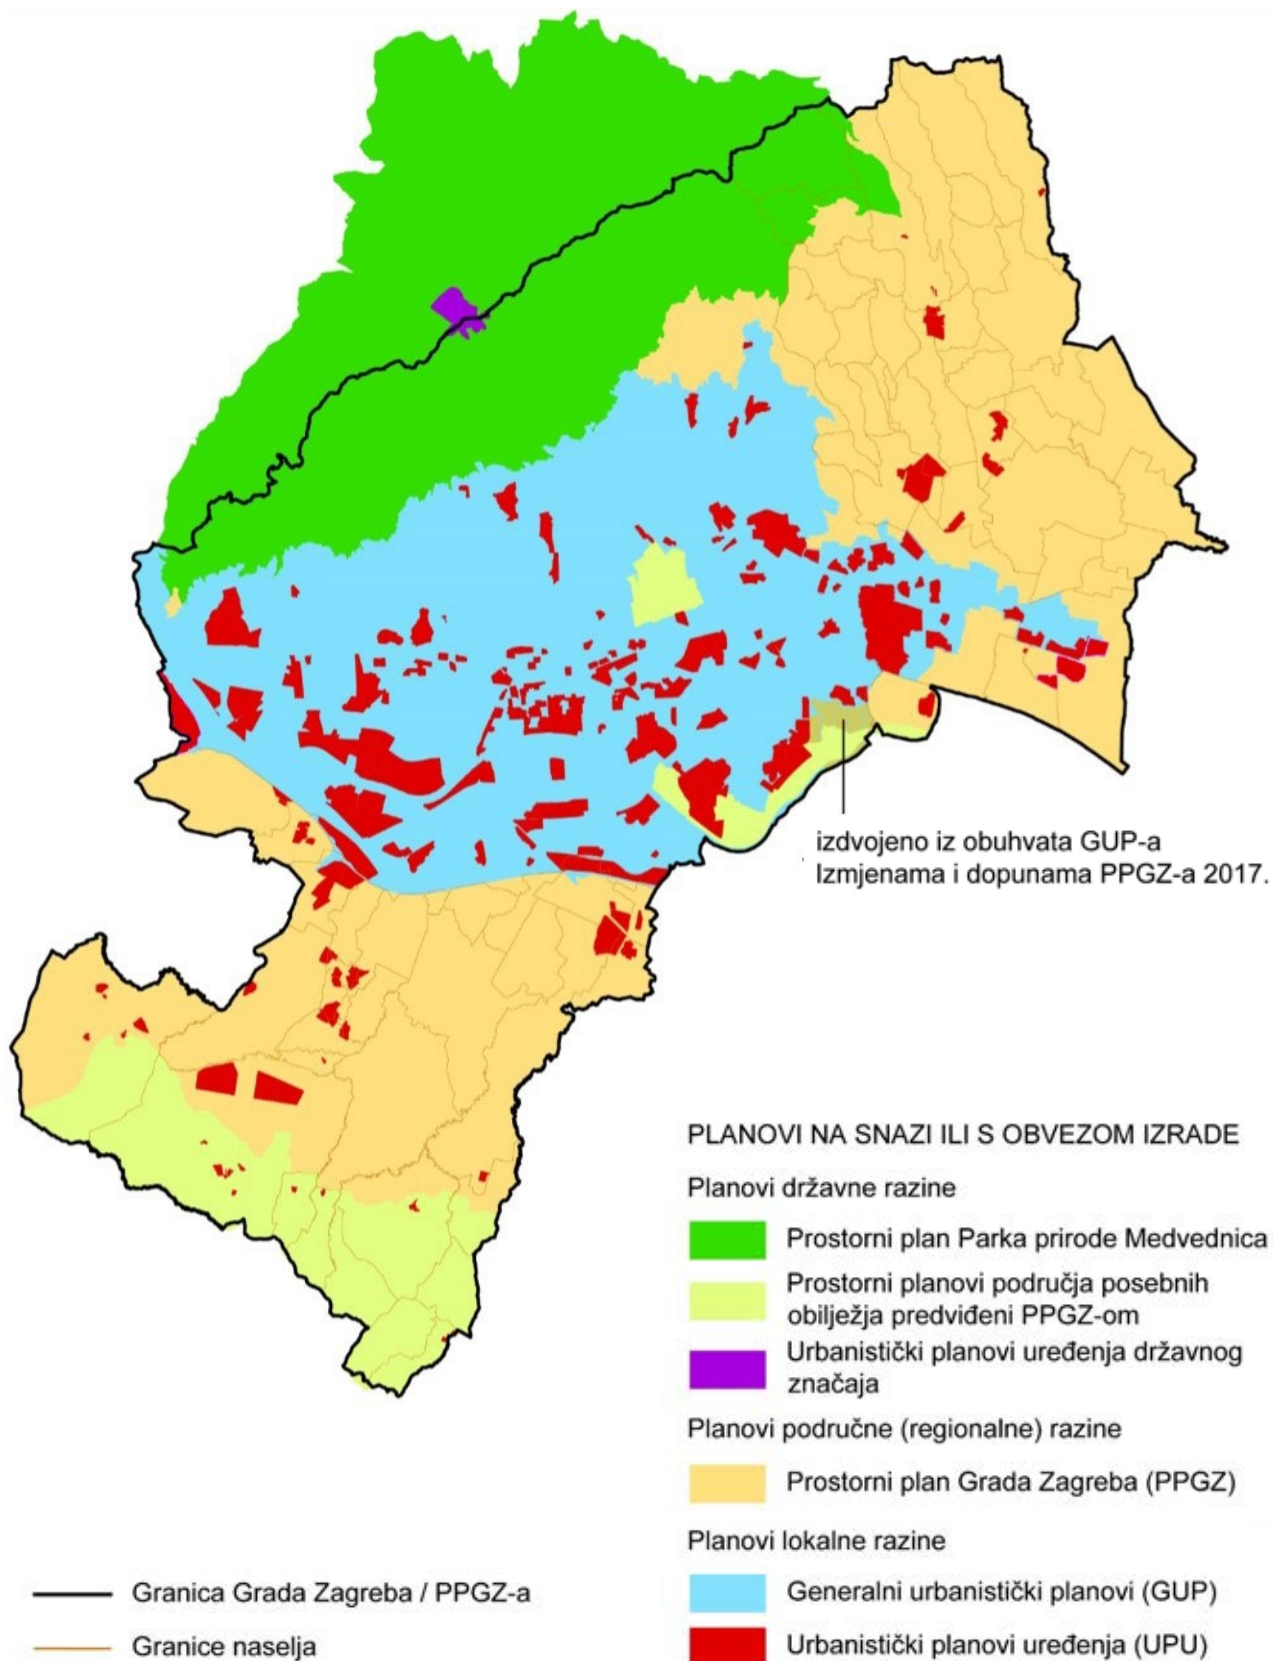 izdvojeno iz obuhvata GUP-a
Izmjenama i dopunama PPGZ-a 2017.
PLANOVI NA SNAZI ILI S OBVEZOM IZRADE
Planovi državne razine
Prostorni plan Parka prirode Medvednica
Prostorni planovi područja posebnih
obilježja predviđeni PPGZ-om
Urbanistički planovi uređenja državnog
značaja
Planovi područne (regionalne) razine
Prostorni plan Grada Zagreba (PPGZ)
Planovi lokalne razine
Generalni urbanistički planovi (GUP)
Urbanistički planovi uređenja (UPU)
Granica Grada Zagreba / PPGZ-a
Granice naselja